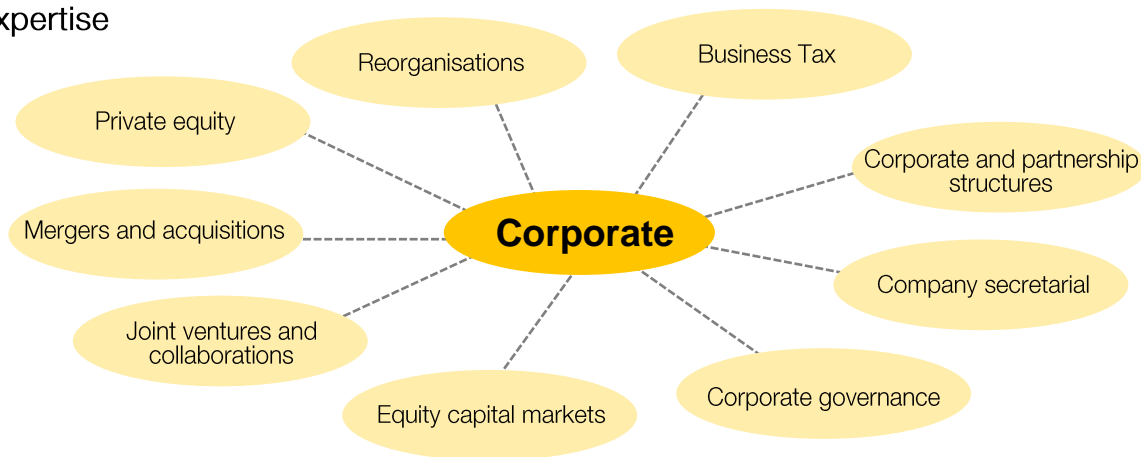 xpertise
Reorganisations
Business Tax
Private equity
Corporate and partnership
structures
Mergers and acquisitions
Corporate
Company secretarial
Joint ventures and
collaborations
Equity capital markets
Corporate governance